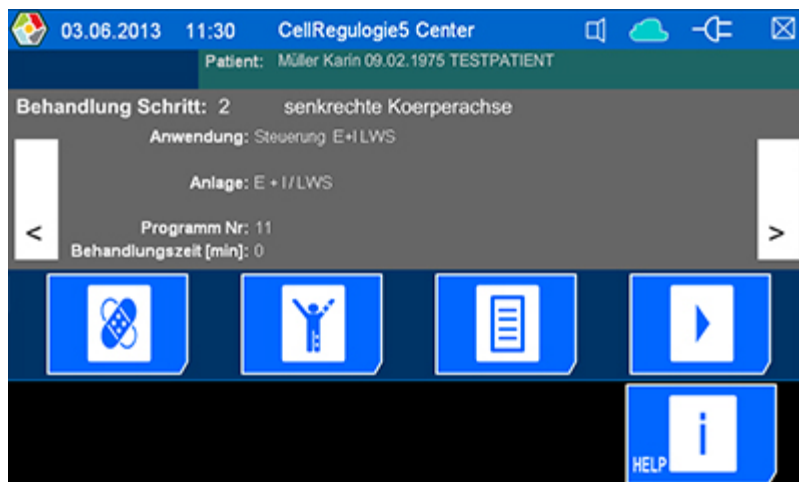 03.06.2013 11:30 CellRegulogie5 Center
Patient: Müller Karin 09.02.1975 TESTPATIENT
Behandlung Schritt: 2 senkrechte Koerperachse
Anwendung: Steuerung E+I LWS
Anlage: E + I / LWS
Programm Nr: 11
< >
Behandlungszeit [min]: 0
i
HELP